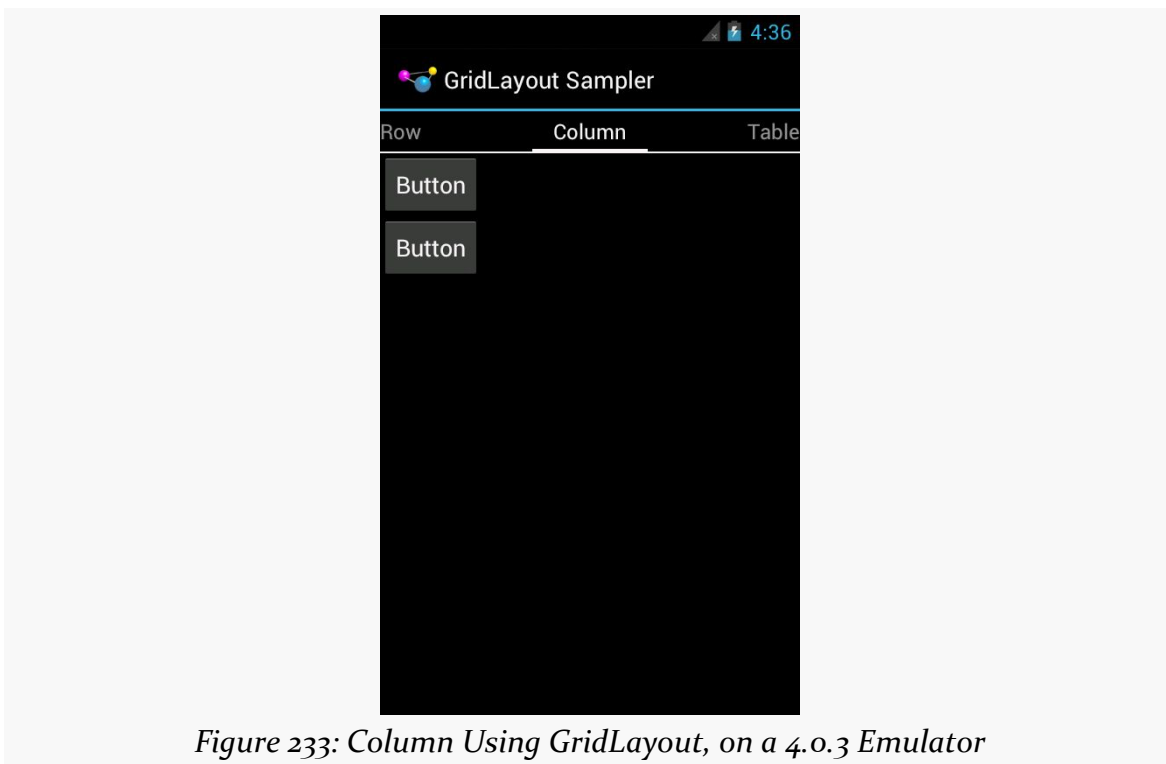 4:36
GridLayout Sampler
Row Column Table
Button
Button
Figure 233: Column Using GridLayout, on a 4.0.3 Emulator